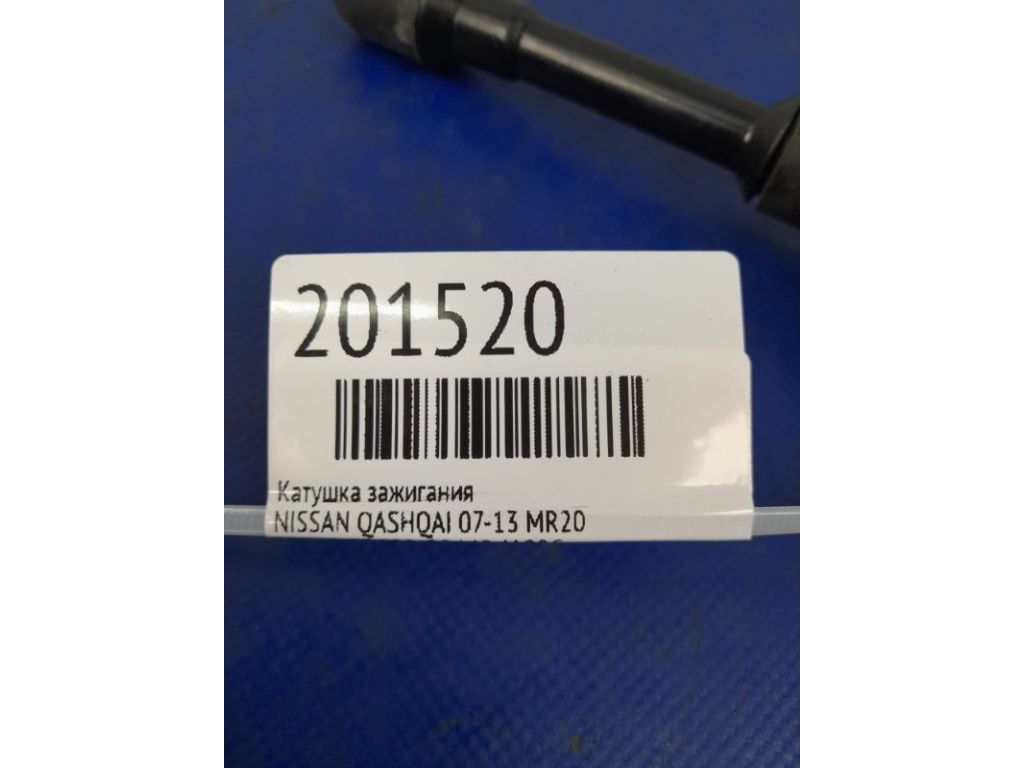 201520
Катушка зажигания
NISSAN QASHQAI 07-13 MR20